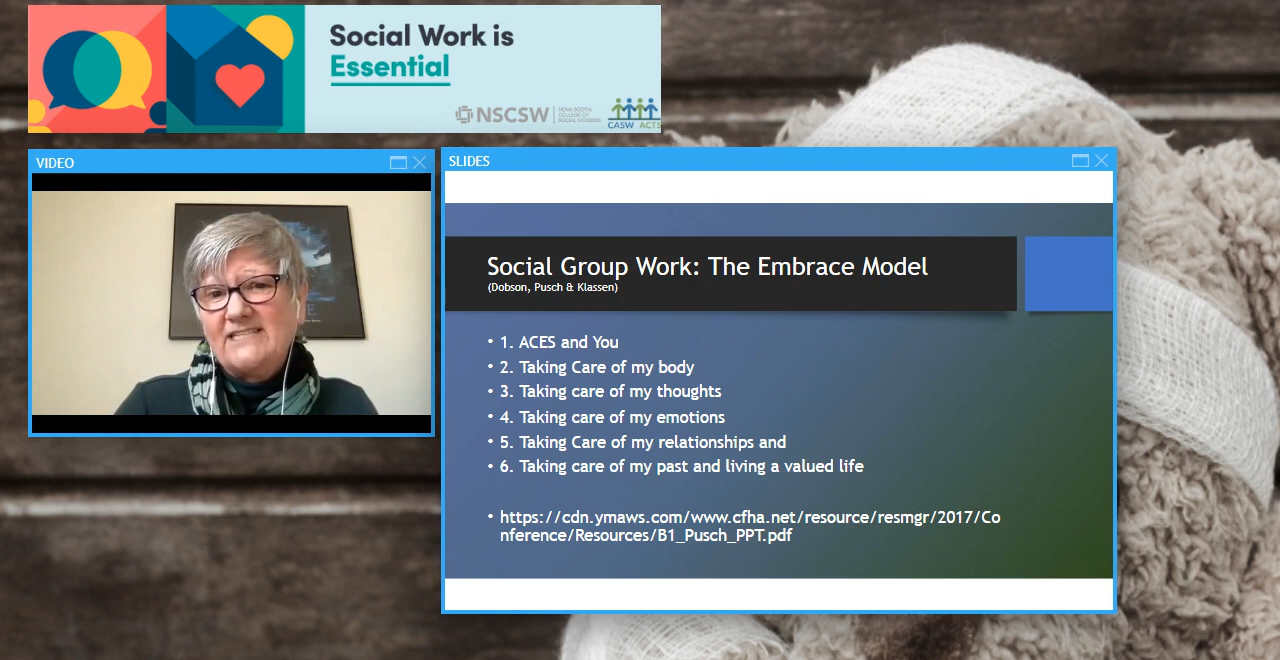 Social Work is
Essential
NSCSW
NOVA SCOTIA
COLLEGE OF
SOCIAL WORKERS
CASW ACTS
VIDEO
SLIDES
Social Group Work: The Embrace Model
(Dobson, Pusch & Klassen)
• 1. ACES and You
• 2. Taking Care of my body
• 3. Taking care of my thoughts
• 4. Taking care of my emotions
• 5. Taking Care of my relationships and
• 6. Taking care of my past and living a valued life
• https://cdn.ymaws.com/www.cfha.net/resource/resmgr/2017/Co
nference/Resources/B1_Pusch_PPT.pdf